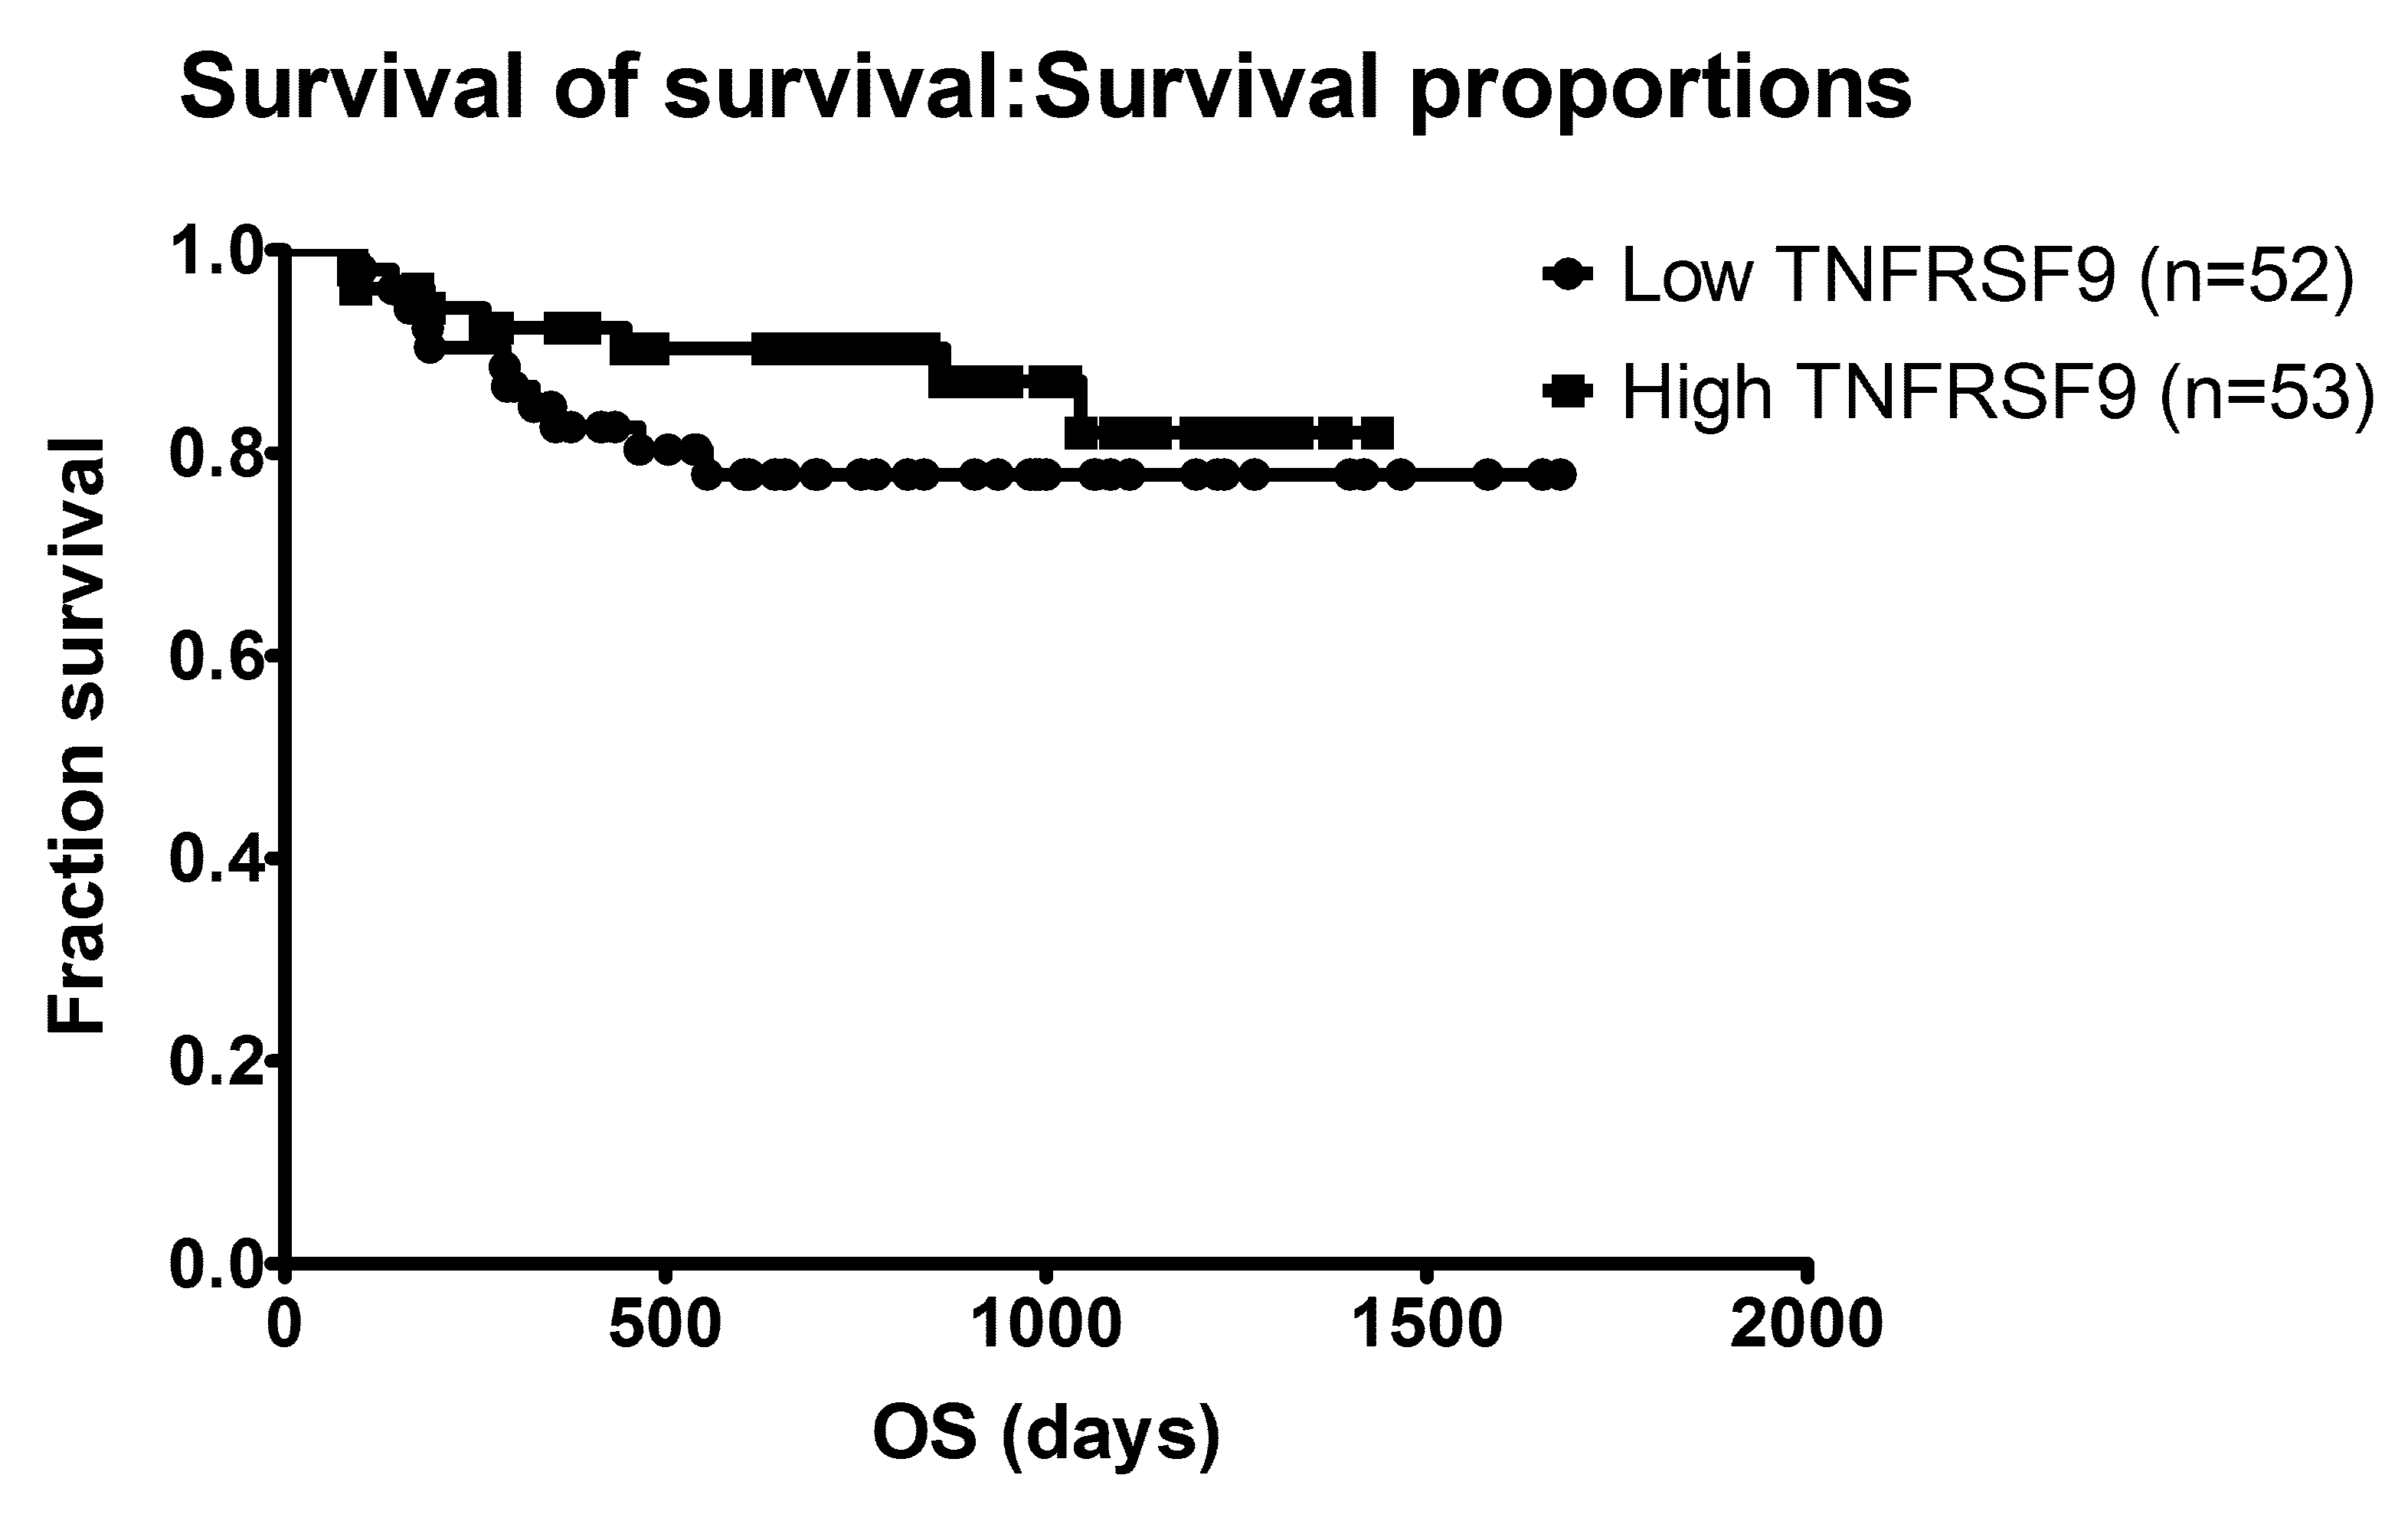 Survival of survival:Survival proportions
Low TNFRSF9 (n=52)
High TNFRSF9 (n=53)
Fraction survival
1.0
0.8
0.6
0.4
0.2
0.0
0 500 1000 1500 2000
OS (days)